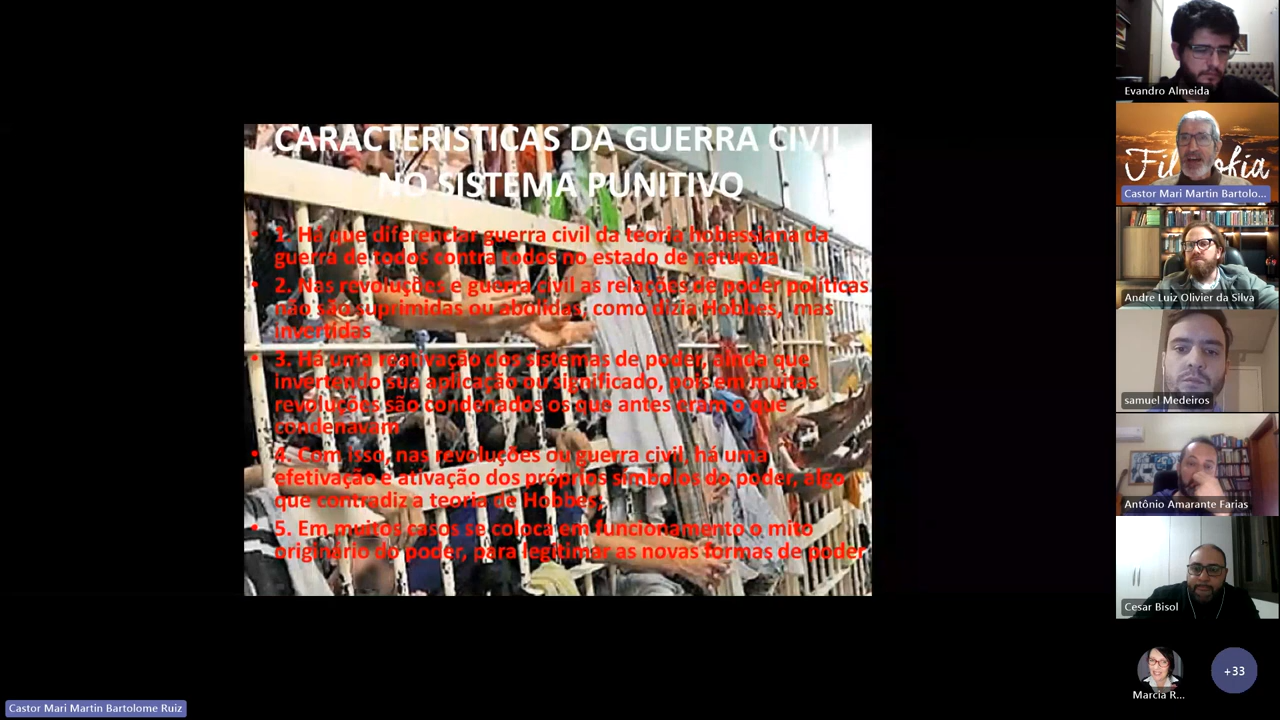 CARACTERISTICAS DA GUERRA CIVIL
NO SISTEMA PUNITIVO
• 1. Há que diferenciar guerra civil da teoria hobessiana da
guerra de todos contra todos no estado de natureza
• 2. Nas revoluções e guerra civil as relações de poder políticas
não são suprimidas ou abolidas, como dizia Hobbes, mas
invertidas
• 3. Há uma reativação dos sistemas de poder, ainda que
invertendo sua aplicação ou significado, pois em muitas
revoluções são condenados os que antes eram o que
condenavam
• 4. Com isso, nas revoluções ou guerra civil, há uma
efetivação e ativação dos próprios símbolos do poder, algo
que contradiz a teoria de Hobbes;
• 5. Em muitos casos se coloca em funcionamento o mito
originário do poder, para legitimar as novas formas de poder
Evandro Almeida
Filosofia
Castor Mari Martin Bartolo...
Andre Luiz Olivier da Silva
samuel Medeiros
Antônio Amarante Farias
Cesar Bisol
Marcia R...
+33
Castor Mari Martin Bartolome Ruiz